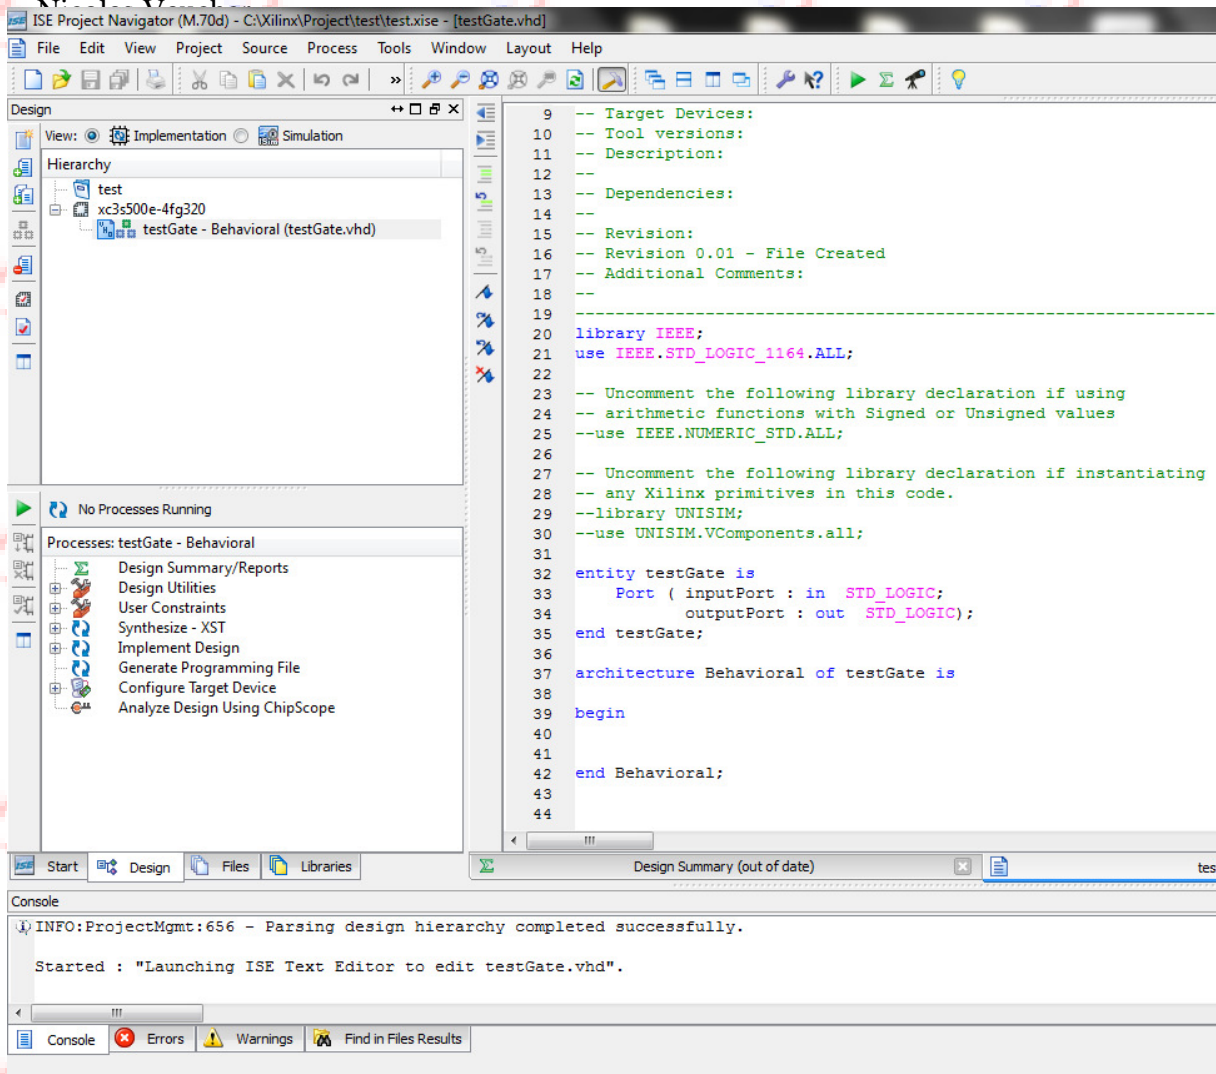 ISE Project Navigator (M.70d) - C:\Xilinx\Project\test\test.xise - [testGate.vhd]
File Edit View Project Source Process Tools Window Layout Help
Design
View: Implementation Simulation
Hierarchy
test
xc3s500e-4fg320
testGate - Behavioral (testGate.vhd)
No Processes Running
Processes: testGate - Behavioral
Design Summary/Reports
Design Utilities
User Constraints
Synthesize - XST
Implement Design
Generate Programming File
Configure Target Device
Analyze Design Using ChipScope
Start Design Files Libraries
9 -- Target Devices:
10 -- Tool versions:
11 -- Description:
12 --
13 -- Dependencies:
14 --
15 -- Revision:
16 -- Revision 0.01 - File Created
17 -- Additional Comments:
18 --
19 ----------------------------------------------------------------
20 library IEEE;
21 use IEEE.STD_LOGIC_1164.ALL;
22
23 -- Uncomment the following library declaration if using
24 -- arithmetic functions with Signed or Unsigned values
25 --use IEEE.NUMERIC_STD.ALL;
26
27 -- Uncomment the following library declaration if instantiating
28 -- any Xilinx primitives in this code.
29 --library UNISIM;
30 --use UNISIM.VComponents.all;
31
32 entity testGate is
33 Port ( inputPort : in STD_LOGIC;
34 outputPort : out STD_LOGIC);
35 end testGate;
36
37 architecture Behavioral of testGate is
38
39 begin
40
41
42 end Behavioral;
43
44
Design Summary (out of date) tes
Console
INFO:ProjectMgmt:656 - Parsing design hierarchy completed successfully.
Started : "Launching ISE Text Editor to edit testGate.vhd".
Console Errors Warnings Find in Files Results